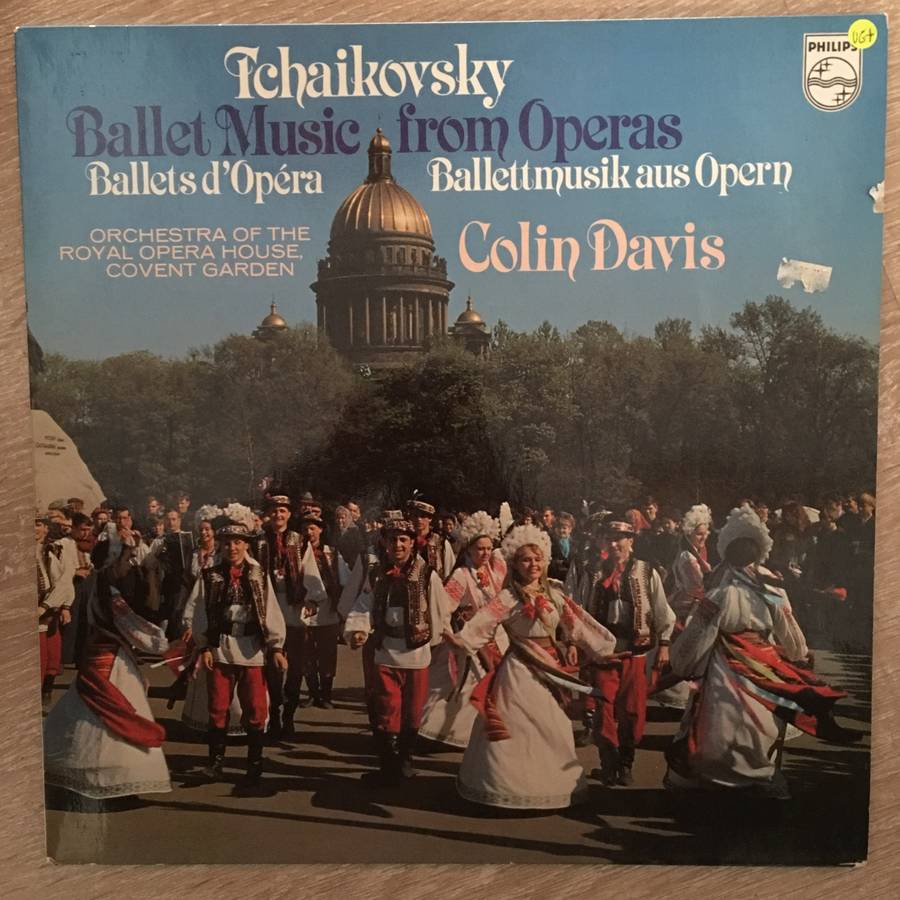 Tchaikovsky
PHILIPS
VG+
Ballet Music from Operas
Ballets d'Opéra
Ballettmusik aus Opern
ORCHESTRA OF THE
ROYAL OPERA HOUSE,
COVENT GARDEN
Colin Davis